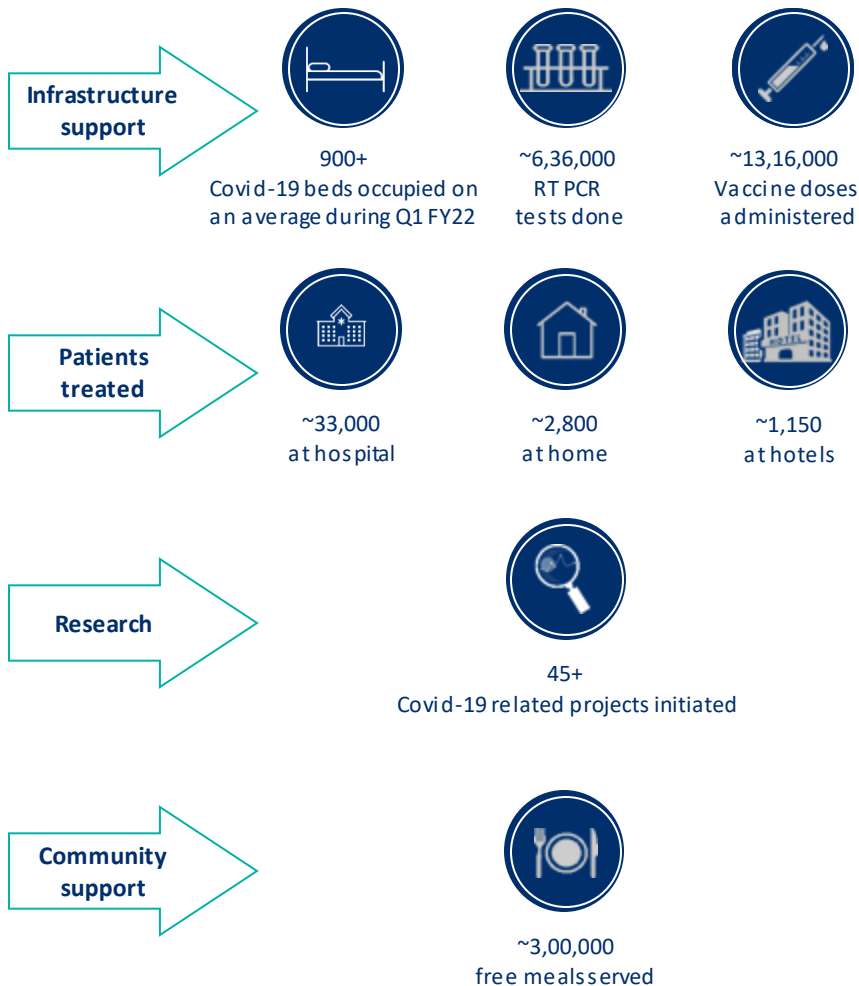 Infrastructure
support
900+
Covid-19 beds occupied on
an average during Q1 FY22
~6,36,000
RT PCR
tests done
~13,16,000
Vaccine doses
administered
Patients
treated
~33,000
at hospital
~2,800
at home
HOTEL
~1,150
at hotels
Research
45+
Covid-19 related projects initiated
Community
support
~3,00,000
free meals served